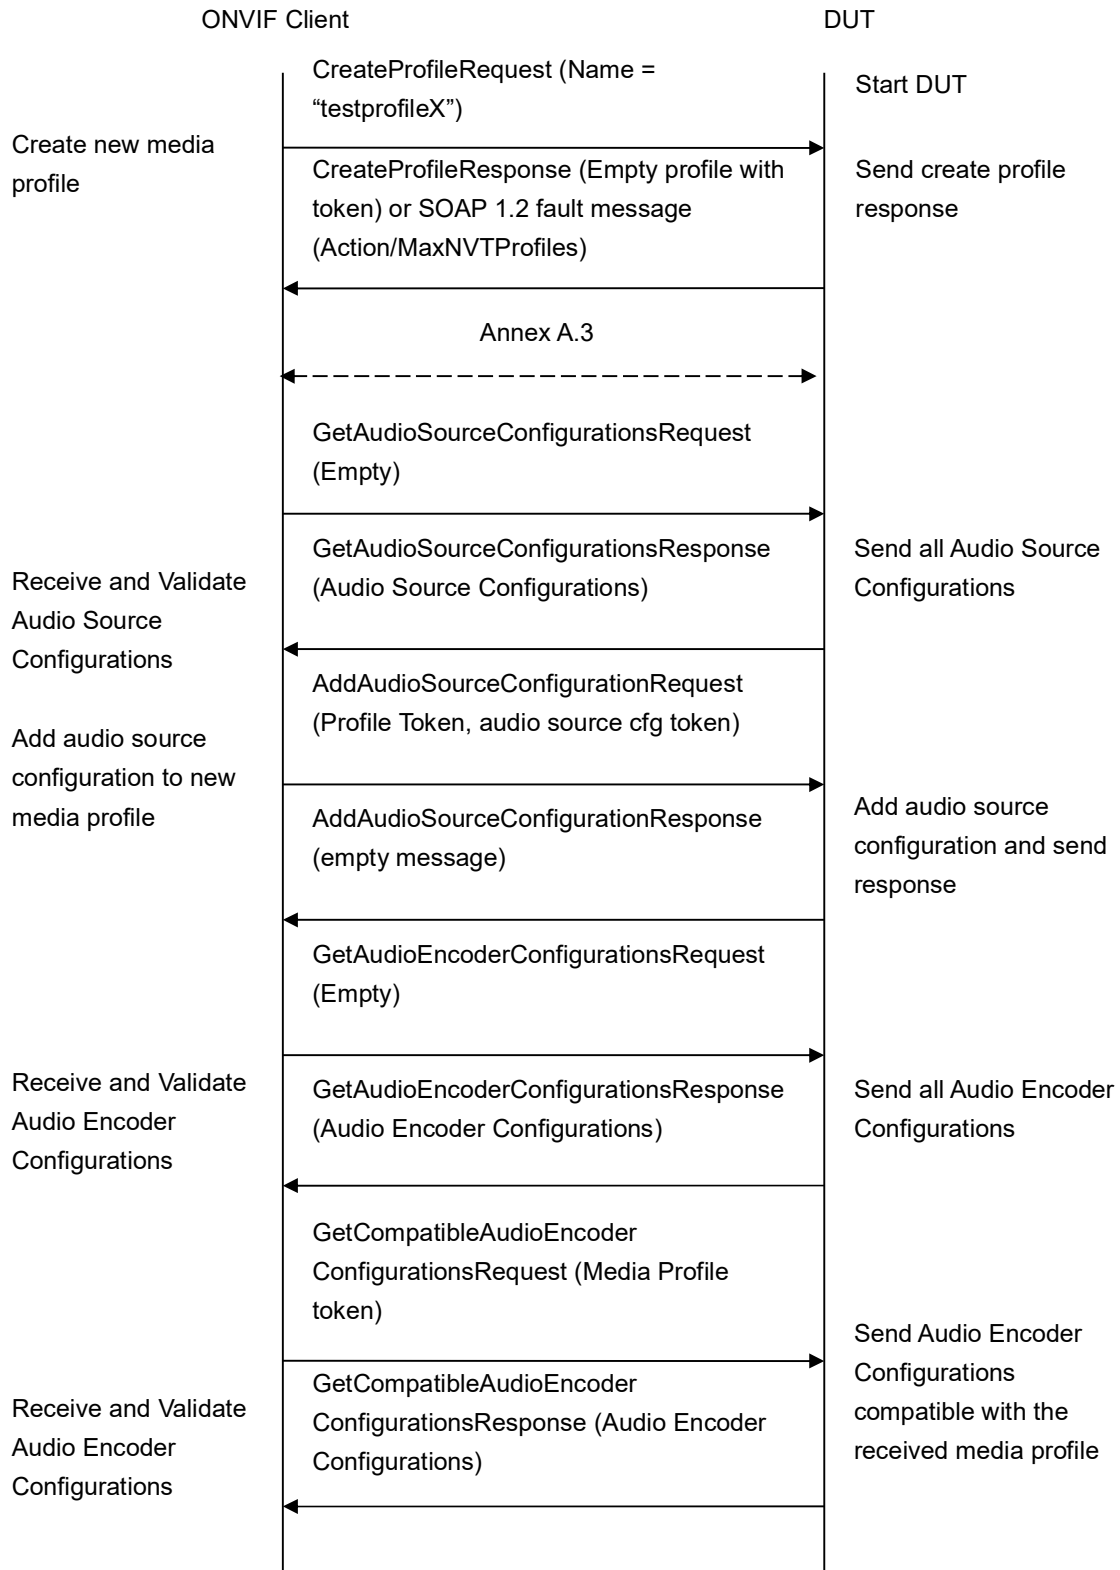 ONVIF Client
DUT
CreateProfileRequest (Name =
“testprofileX”)
Start DUT
Create new media
profile
CreateProfileResponse (Empty profile with
token) or SOAP 1.2 fault message
(Action/MaxNVTProfiles)
Send create profile
response
Annex A.3
GetAudioSourceConfigurationsRequest
(Empty)
GetAudioSourceConfigurationsResponse
(Audio Source Configurations)
Send all Audio Source
Configurations
Receive and Validate
Audio Source
Configurations
AddAudioSourceConfigurationRequest
(Profile Token, audio source cfg token)
Add audio source
configuration to new
media profile
AddAudioSourceConfigurationResponse
(empty message)
Add audio source
configuration and send
response
GetAudioEncoderConfigurationsRequest
(Empty)
Receive and Validate
Audio Encoder
Configurations
GetAudioEncoderConfigurationsResponse
(Audio Encoder Configurations)
Send all Audio Encoder
Configurations
GetCompatibleAudioEncoder
ConfigurationsRequest (Media Profile
token)
Send Audio Encoder
Configurations
compatible with the
received media profile
GetCompatibleAudioEncoder
ConfigurationsResponse (Audio Encoder
Configurations)
Receive and Validate
Audio Encoder
Configurations